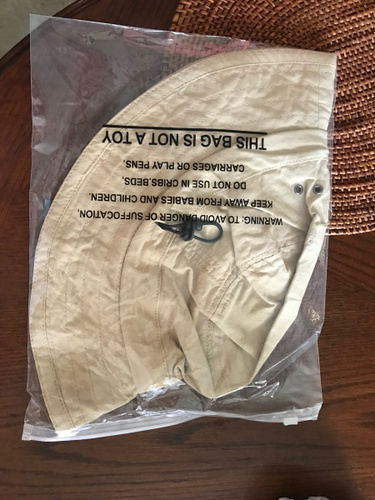 WARNING: TO AVOID DANGER OF SUFFOCATION,
KEEP AWAY FROM BABIES AND CHILDREN.
DO NOT USE IN CRIBS,BEDS,
CARRIAGES OR PLAY PENS.
THIS BAG IS NOT A TOY